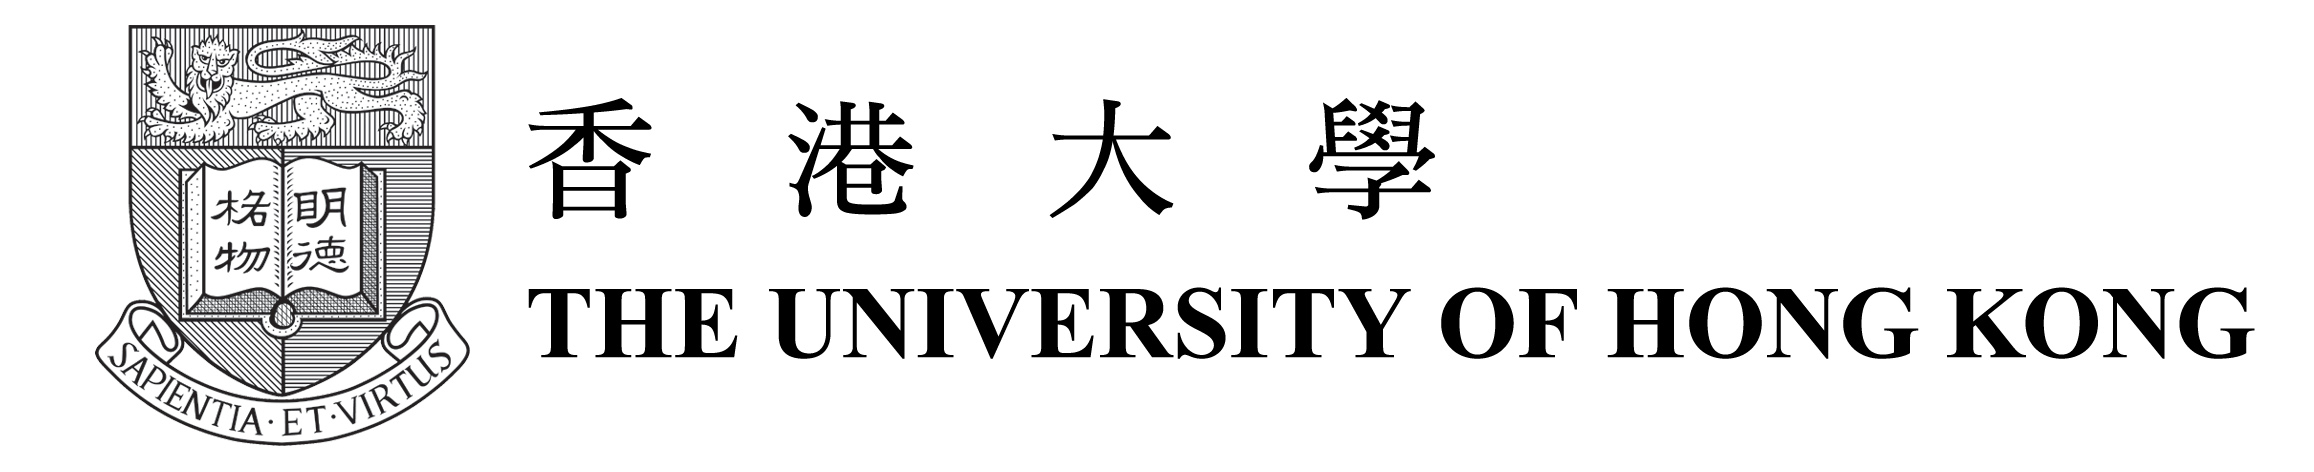 明德
格物
SAPIENTIA·ET·VIRTUS
香港大學
THE UNIVERSITY OF HONG KONG